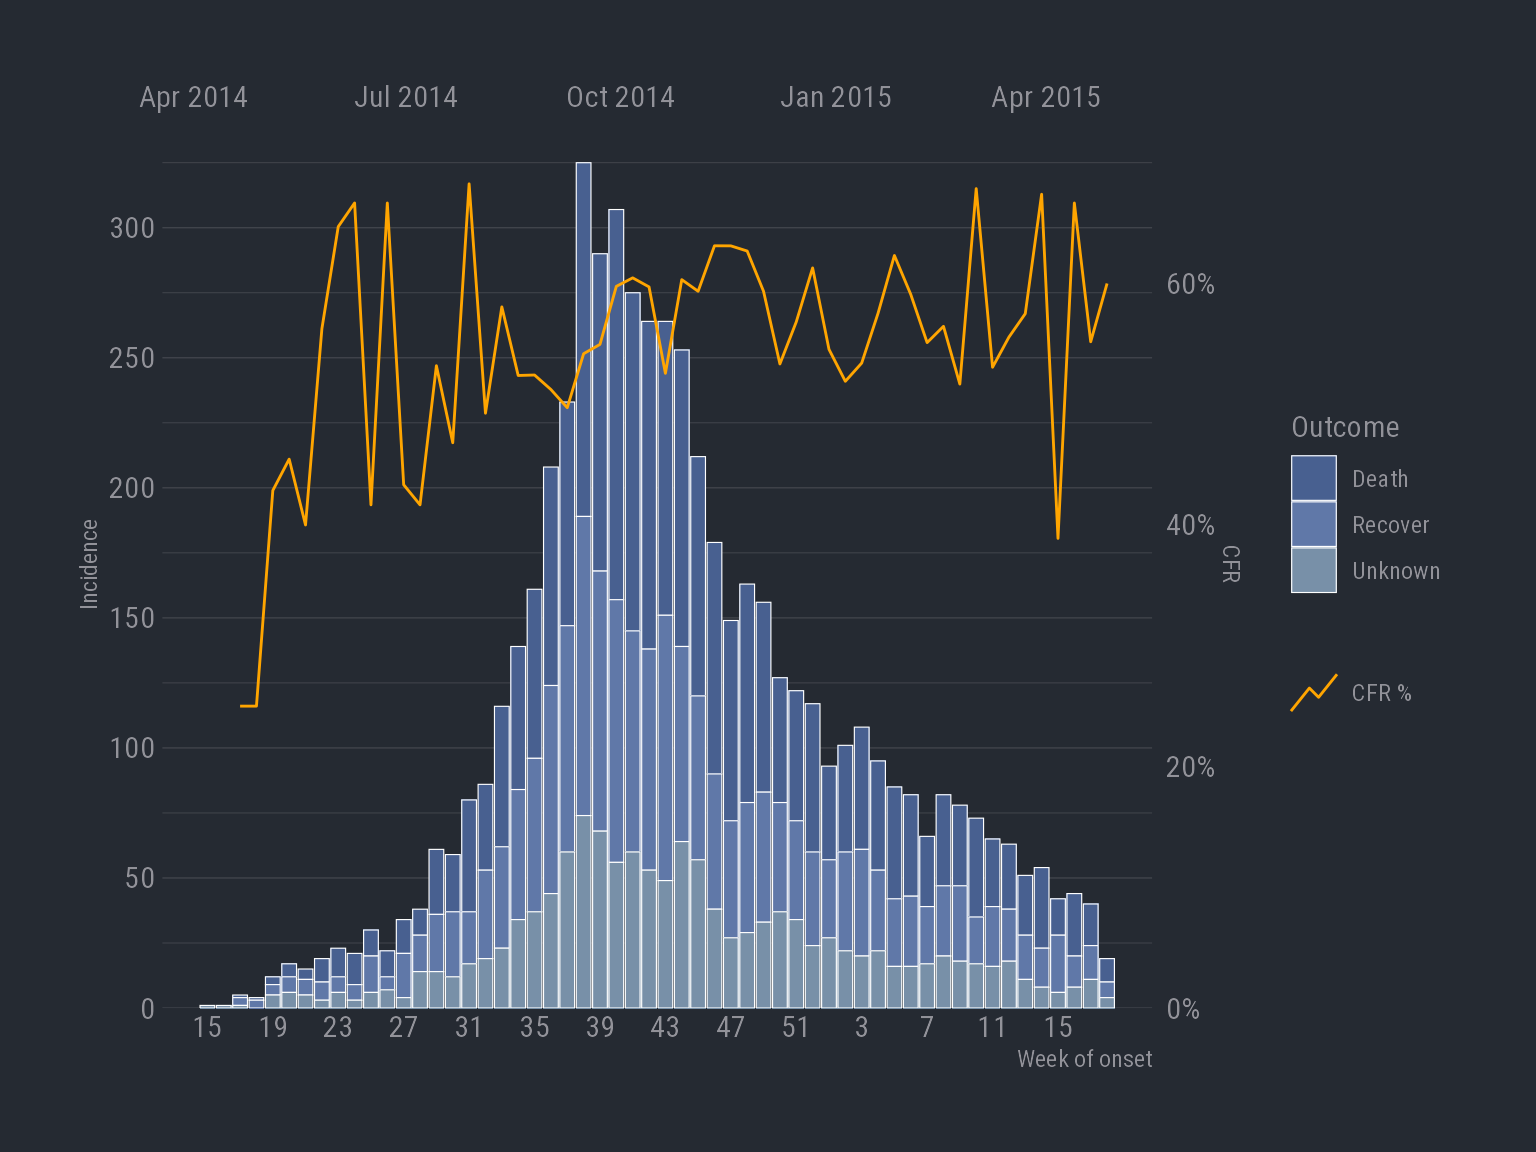 Apr 2014 Jul 2014 Oct 2014 Jan 2015 Apr 2015
300
250
200
150
100
50
0
Incidence
60%
40%
20%
0%
CFR
15 19 23 27 31 35 39 43 47 51 3 7 11 15
Week of onset
Outcome
Death
Recover
Unknown
CFR %